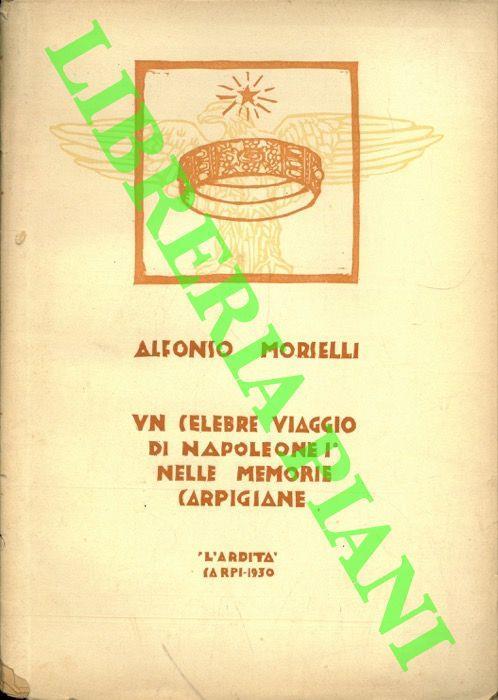 ALFONSO MORSELLI
VN CELEBRE VIAGGIO
DI NAPOLEONE I°
NELLE MEMORIE
CARPIGIANE
"L'ARDITA"
CARPI-1930
LIBRERIA PIANI